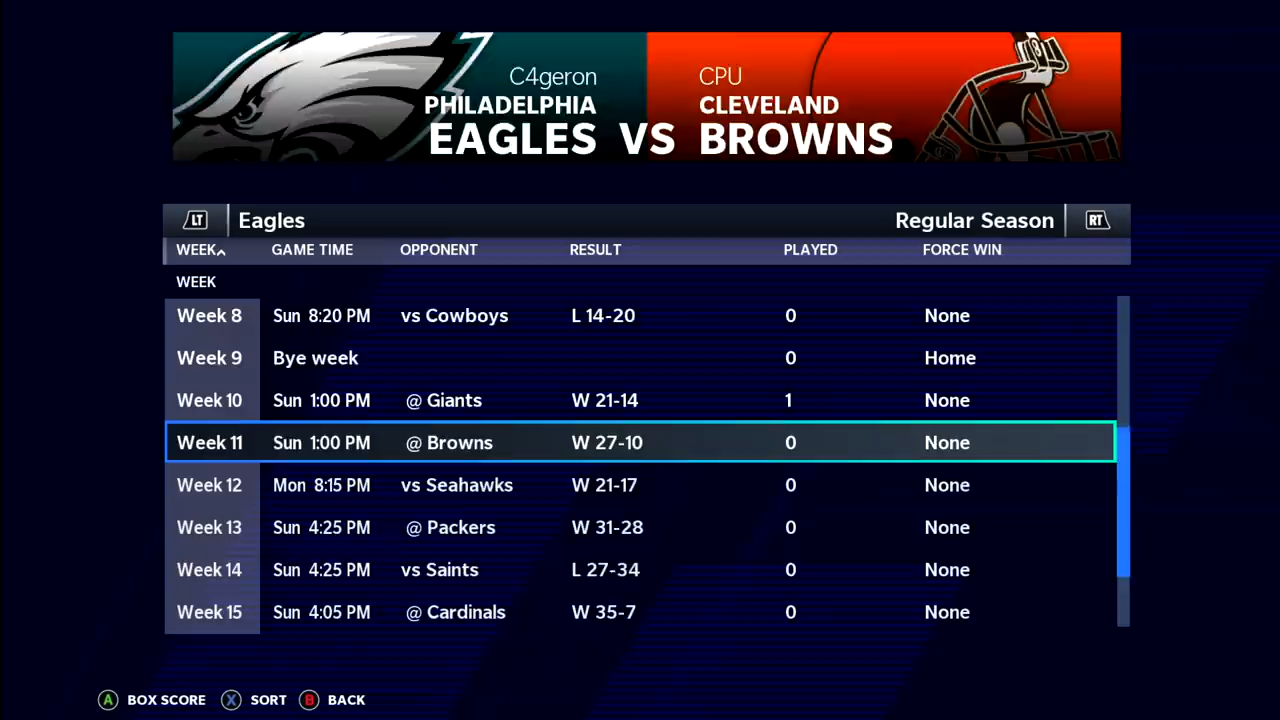 C4geron CPU
PHILADELPHIA CLEVELAND
EAGLES VS BROWNS
LT Eagles Regular Season RT
WEEK GAME TIME OPPONENT RESULT PLAYED FORCE WIN
WEEK
Week 8 Sun 8:20 PM vs Cowboys L 14-20 0 None
Week 9 Bye week 0 Home
Week 10 Sun 1:00 PM @ Giants W 21-14 1 None
Week 11 Sun 1:00 PM @ Browns W 27-10 0 None
Week 12 Mon 8:15 PM vs Seahawks W 21-17 0 None
Week 13 Sun 4:25 PM @ Packers W 31-28 0 None
Week 14 Sun 4:25 PM vs Saints L 27-34 0 None
Week 15 Sun 4:05 PM @ Cardinals W 35-7 0 None
A BOX SCORE X SORT B BACK